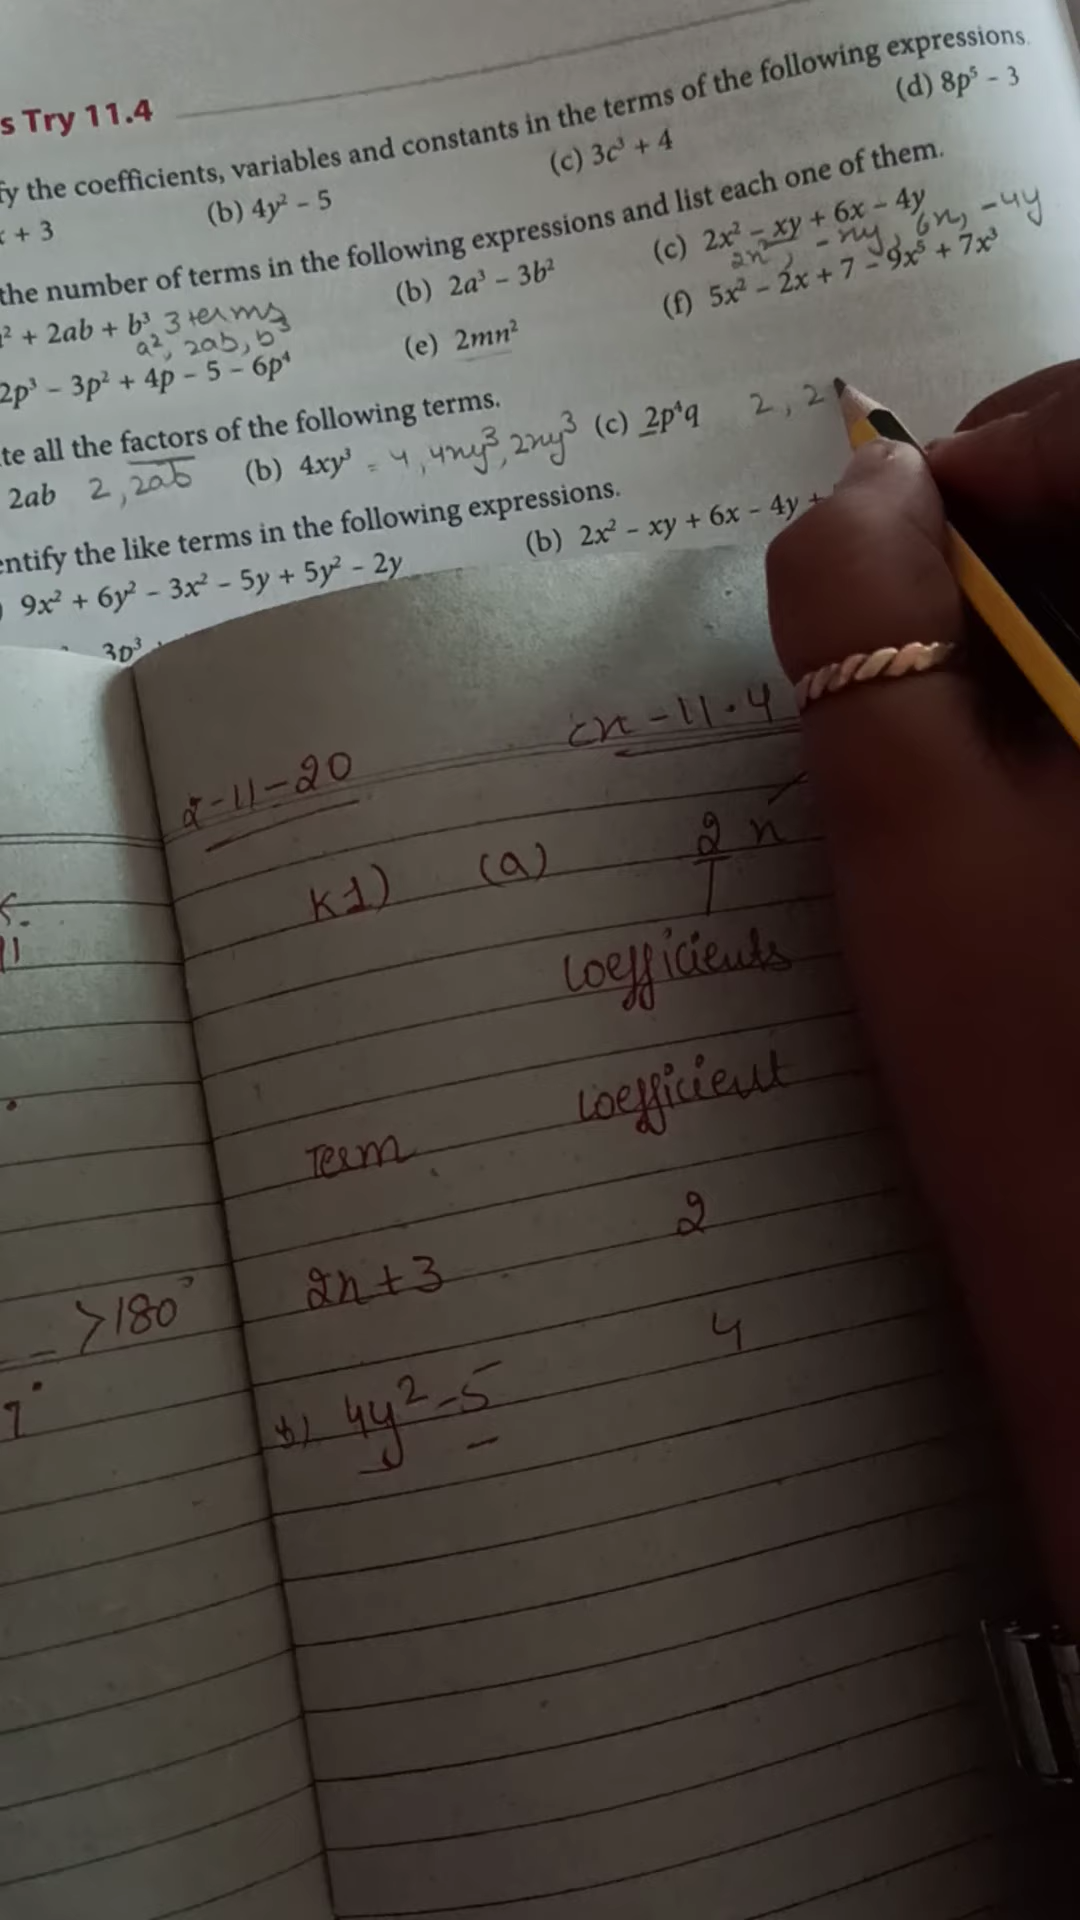 s Try 11.4
fy the coefficients, variables and constants in the terms of the following expressions.
+ 3 (b) 4y² – 5 (c) 3c³ + 4 (d) 8p⁵ – 3
the number of terms in the following expressions and list each one of them.
² + 2ab + b³ 3 terms (b) 2a³ – 3b² (c) 2x² – xy + 6x – 4y
a², 2ab, b³ 2x², -xy, 6x, -4y
2p³ – 3p² + 4p – 5 – 6p⁴ (e) 2mn² (f) 5x² – 2x + 7 – 9x⁵ + 7x³
te all the factors of the following terms.
2ab 2, 2ab (b) 4xy³ = 4, 4xy³, 2xy³ (c) 2p⁴q 2, 2
entify the like terms in the following expressions.
9x² + 6y² – 3x² – 5y + 5y² – 2y (b) 2x² – xy + 6x – 4y +
3p³
2-11-20 Ex - 11.4
K1) (a) 2x
coefficients
Term coefficient
2x + 3 2
b) 4y² - 5 4
> 180°